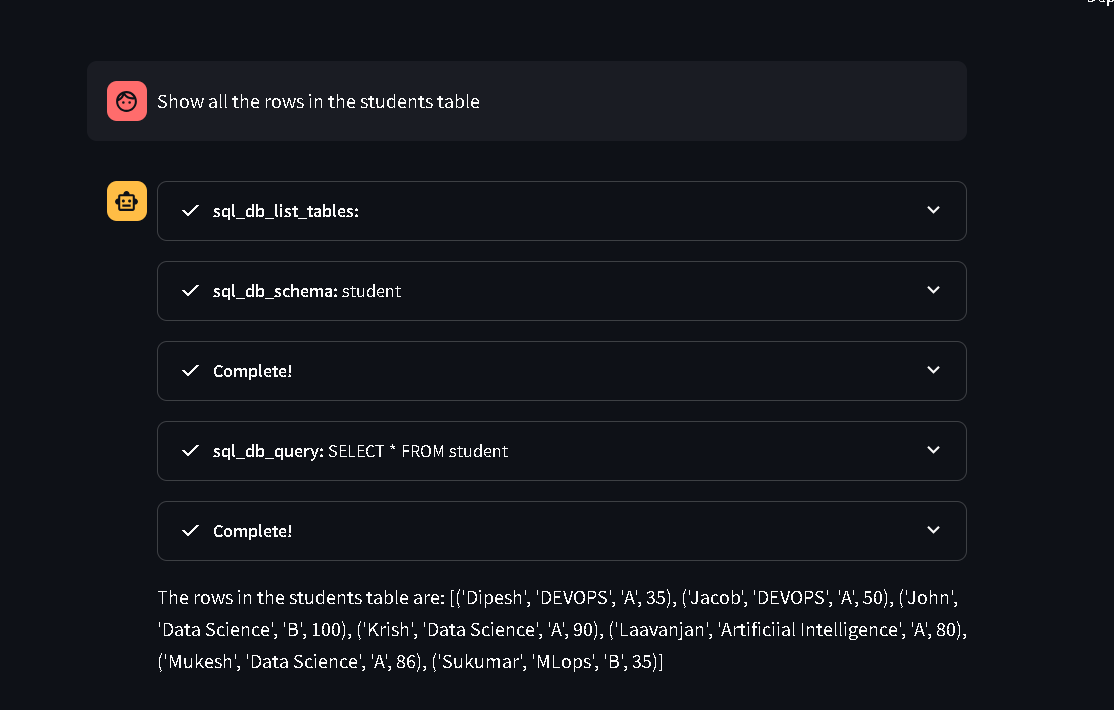 Show all the rows in the students table
sql_db_list_tables:
sql_db_schema: student
Complete!
sql_db_query: SELECT * FROM student
Complete!
The rows in the students table are: [('Dipesh', 'DEVOPS', 'A', 35), ('Jacob', 'DEVOPS', 'A', 50), ('John',
'Data Science', 'B', 100), ('Krish', 'Data Science', 'A', 90), ('Laavanjan', 'Artificiial Intelligence', 'A', 80),
('Mukesh', 'Data Science', 'A', 86), ('Sukumar', 'MLops', 'B', 35)]